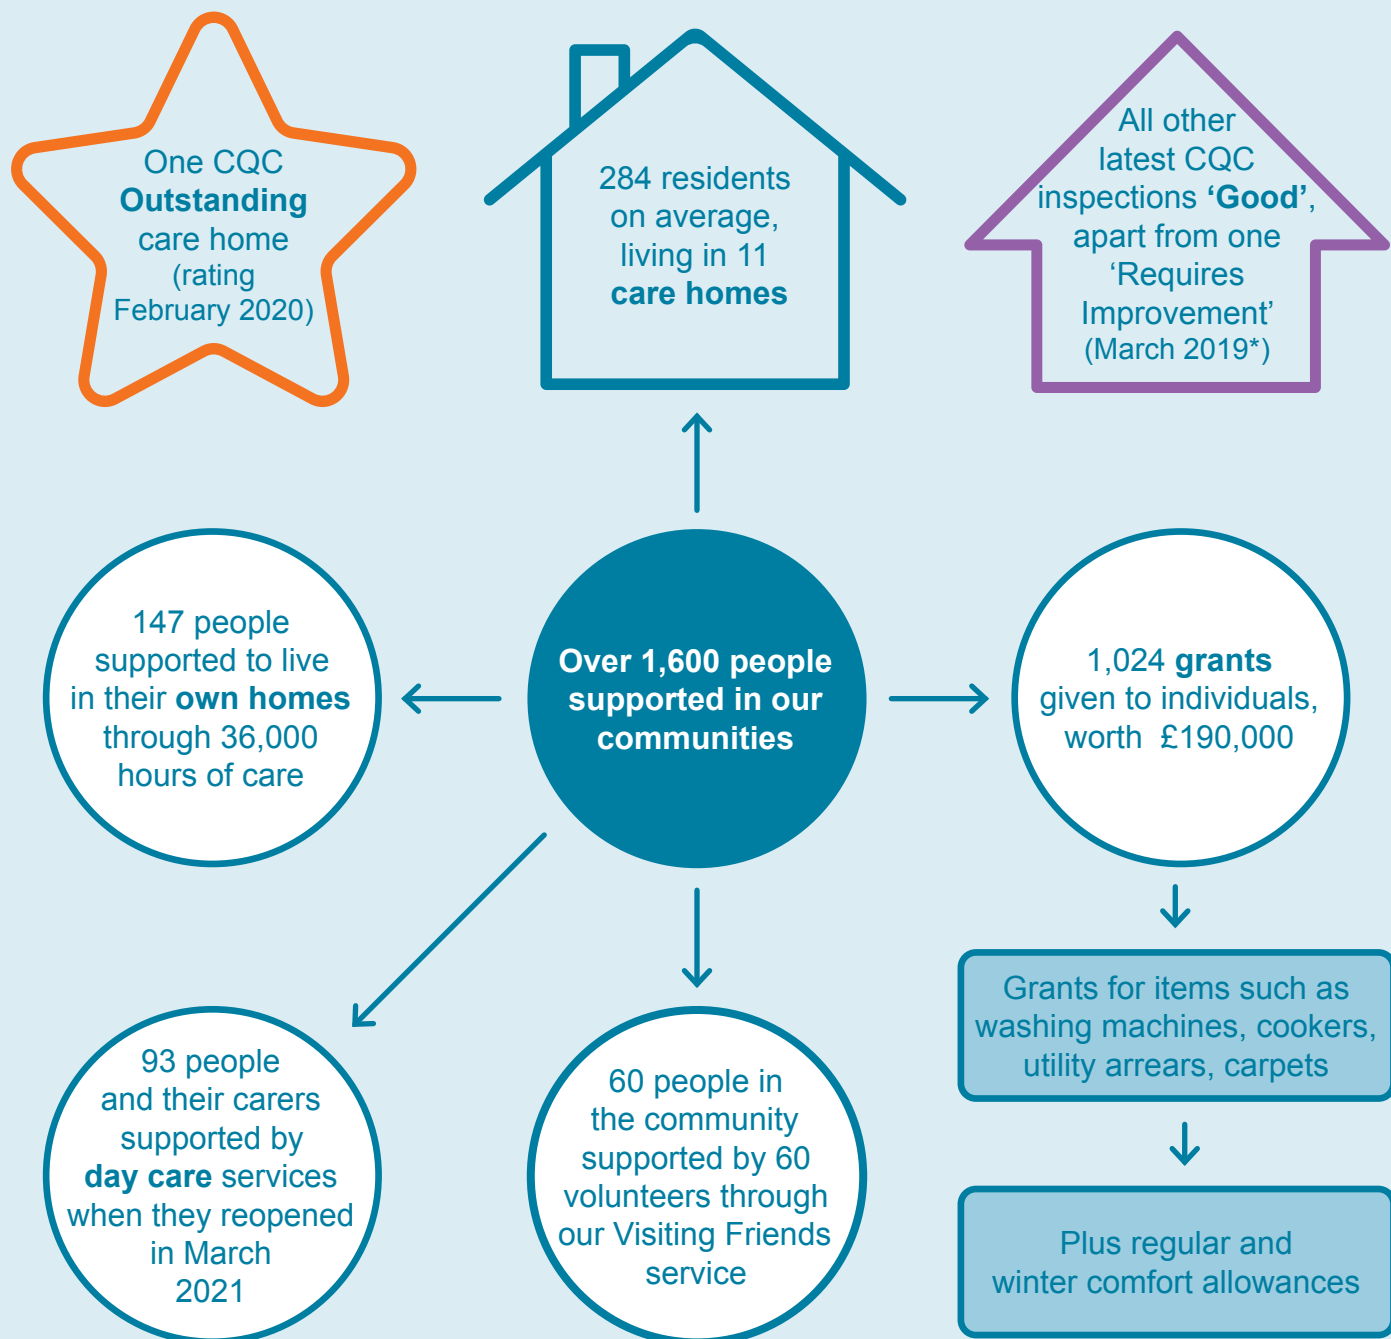 One CQC
Outstanding
care home
(rating
February 2020)
284 residents
on average,
living in 11
care homes
All other
latest CQC
inspections ‘Good’,
apart from one
‘Requires
Improvement’
(March 2019*)
147 people
supported to live
in their own homes
through 36,000
hours of care
Over 1,600 people
supported in our
communities
1,024 grants
given to individuals,
worth £190,000
93 people
and their carers
supported by
day care services
when they reopened
in March
2021
60 people in
the community
supported by 60
volunteers through
our Visiting Friends
service
Grants for items such as
washing machines, cookers,
utility arrears, carpets
Plus regular and
winter comfort allowances